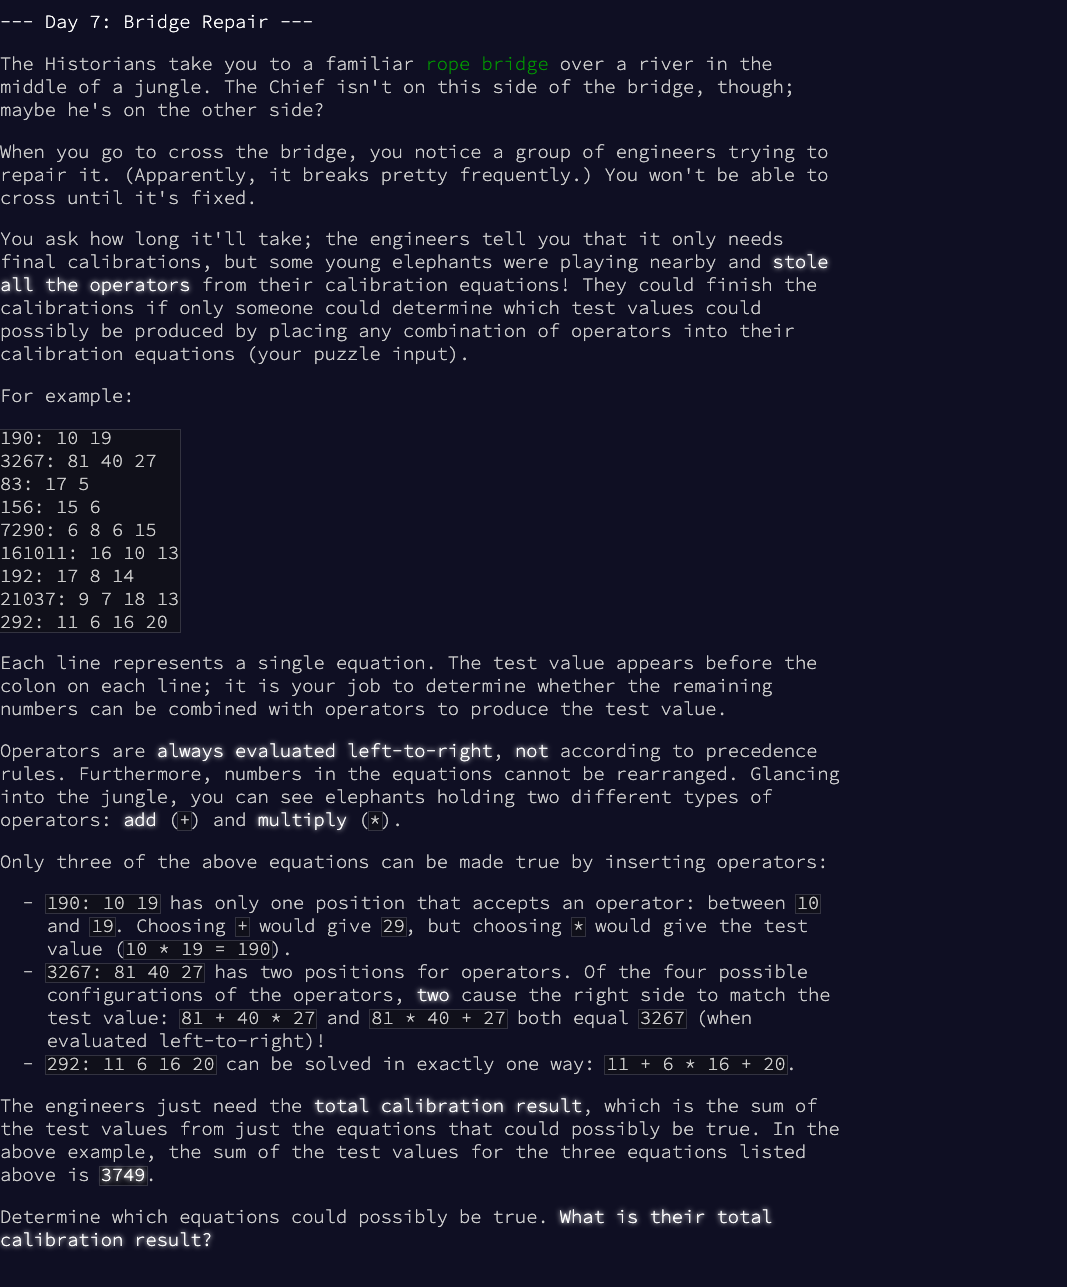 --- Day 7: Bridge Repair ---
The Historians take you to a familiar rope bridge over a river in the
middle of a jungle. The Chief isn't on this side of the bridge, though;
maybe he's on the other side?
When you go to cross the bridge, you notice a group of engineers trying to
repair it. (Apparently, it breaks pretty frequently.) You won't be able to
cross until it's fixed.
You ask how long it'll take; the engineers tell you that it only needs
final calibrations, but some young elephants were playing nearby and stole
all the operators from their calibration equations! They could finish the
calibrations if only someone could determine which test values could
possibly be produced by placing any combination of operators into their
calibration equations (your puzzle input).
For example:
190: 10 19
3267: 81 40 27
83: 17 5
156: 15 6
7290: 6 8 6 15
161011: 16 10 13
192: 17 8 14
21037: 9 7 18 13
292: 11 6 16 20
Each line represents a single equation. The test value appears before the
colon on each line; it is your job to determine whether the remaining
numbers can be combined with operators to produce the test value.
Operators are always evaluated left-to-right, not according to precedence
rules. Furthermore, numbers in the equations cannot be rearranged. Glancing
into the jungle, you can see elephants holding two different types of
operators: add (+) and multiply (*).
Only three of the above equations can be made true by inserting operators:
- 190: 10 19 has only one position that accepts an operator: between 10
and 19. Choosing + would give 29, but choosing * would give the test
value (10 * 19 = 190).
- 3267: 81 40 27 has two positions for operators. Of the four possible
configurations of the operators, two cause the right side to match the
test value: 81 + 40 * 27 and 81 * 40 + 27 both equal 3267 (when
evaluated left-to-right)!
- 292: 11 6 16 20 can be solved in exactly one way: 11 + 6 * 16 + 20.
The engineers just need the total calibration result, which is the sum of
the test values from just the equations that could possibly be true. In the
above example, the sum of the test values for the three equations listed
above is 3749.
Determine which equations could possibly be true. What is their total
calibration result?